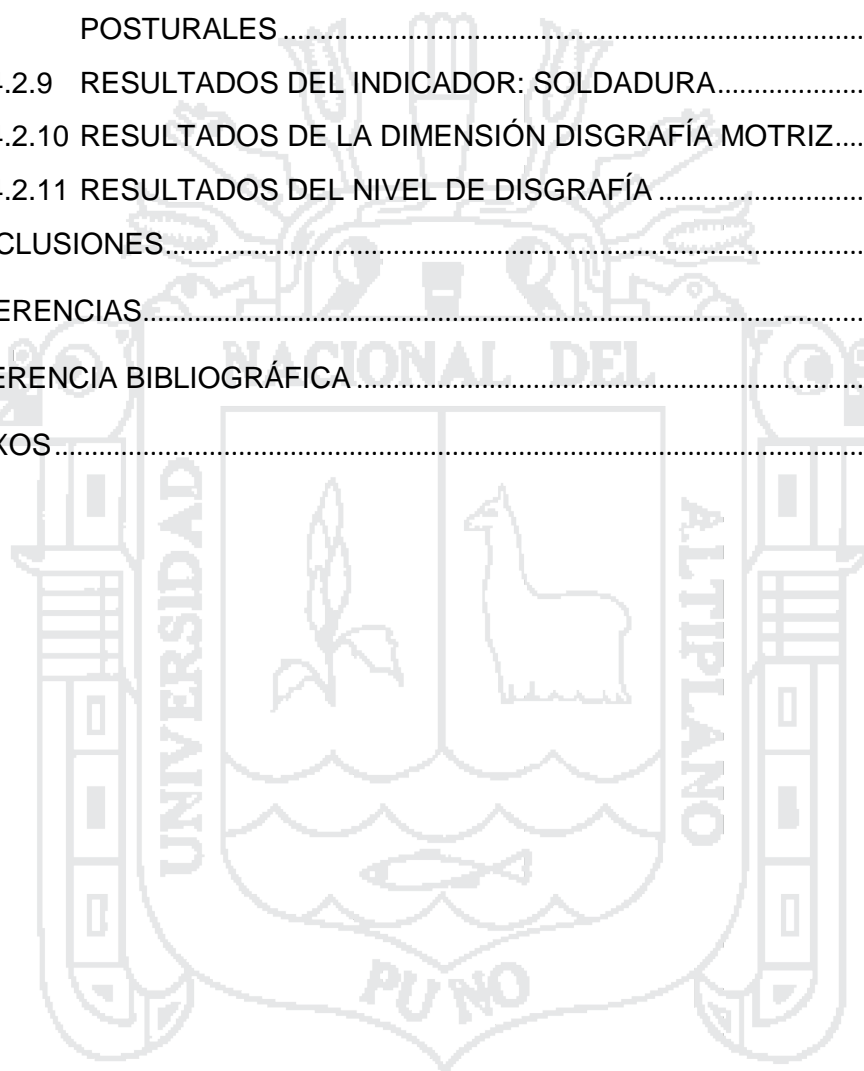 POSTURALES ..............................................................................
.2.9 RESULTADOS DEL INDICADOR: SOLDADURA....................
.2.10 RESULTADOS DE LA DIMENSIÓN DISGRAFÍA MOTRIZ....
.2.11 RESULTADOS DEL NIVEL DE DISGRAFÍA ............................
CLUSIONES....................................................................................
ERENCIAS.......................................................................................
NACIONAL DEL
ERENCIA BIBLIOGRÁFICA .............................................................
XOS..................................................................................................
UNIVERSIDAD
ALTIPLANO
PUNO